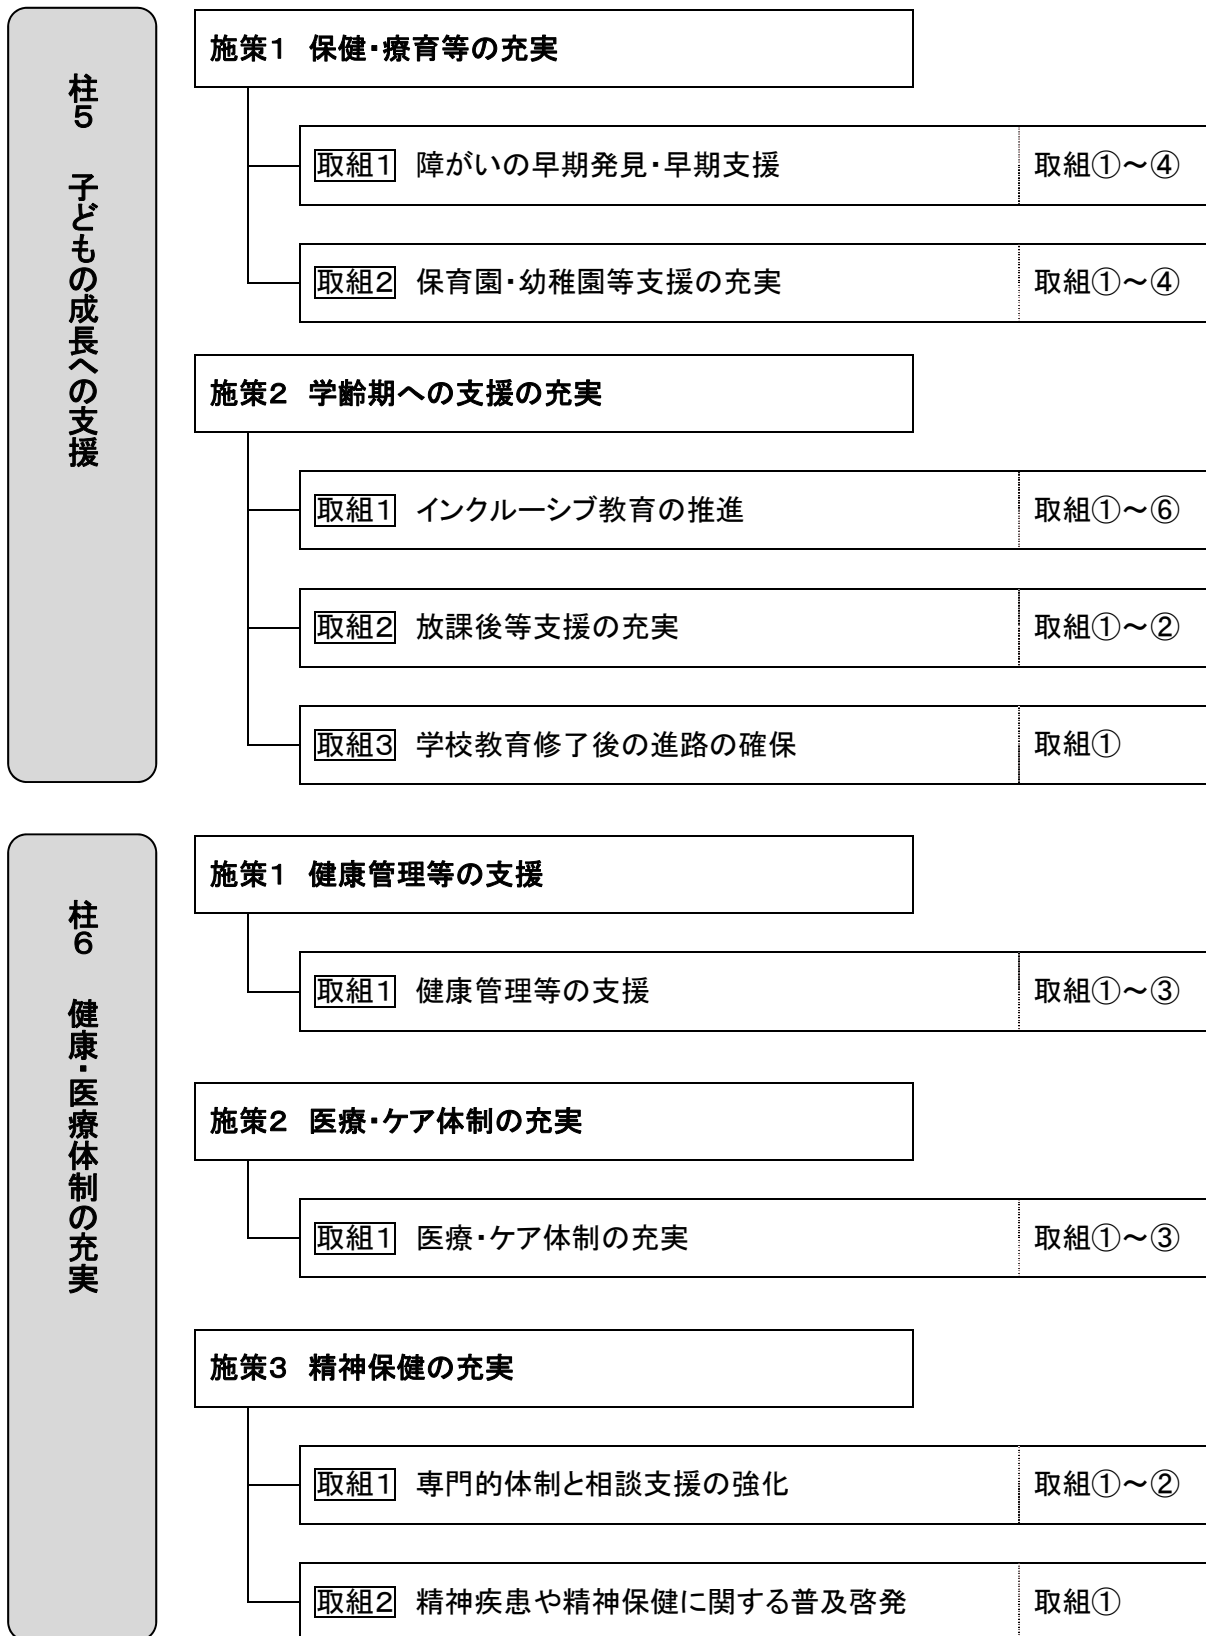 柱５　子どもの成長への支援
施策１　保健・療育等の充実
取組１　障がいの早期発見・早期支援　取組①～④
取組２　保育園・幼稚園等支援の充実　取組①～④
施策２　学齢期への支援の充実
取組１　インクルーシブ教育の推進　取組①～⑥
取組２　放課後等支援の充実　取組①～②
取組３　学校教育修了後の進路の確保　取組①
柱６　健康・医療体制の充実
施策１　健康管理等の支援
取組１　健康管理等の支援　取組①～③
施策２　医療・ケア体制の充実
取組１　医療・ケア体制の充実　取組①～③
施策３　精神保健の充実
取組１　専門的体制と相談支援の強化　取組①～②
取組２　精神疾患や精神保健に関する普及啓発　取組①